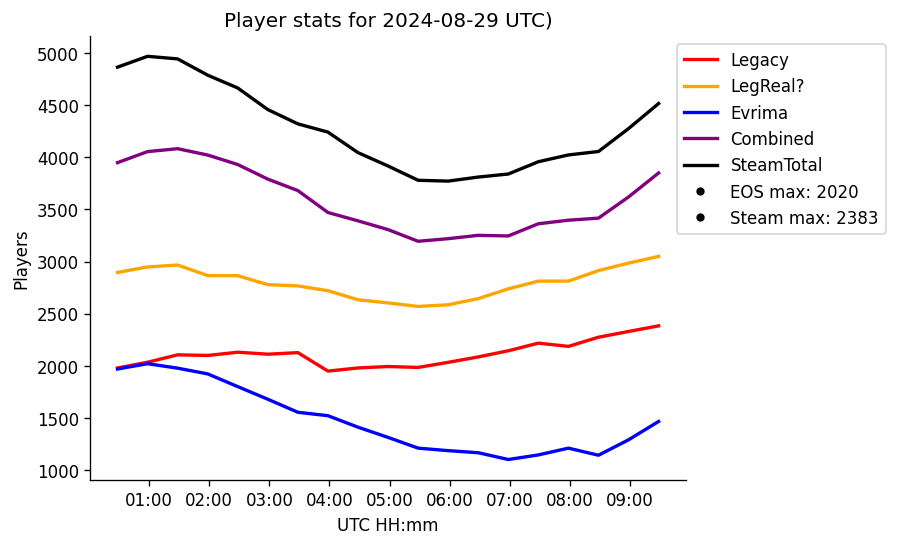 Player stats for 2024-08-29 UTC)
Players
5000
4500
4000
3500
3000
2500
2000
1500
1000
01:00 02:00 03:00 04:00 05:00 06:00 07:00 08:00 09:00
UTC HH:mm
Legacy
LegReal?
Evrima
Combined
SteamTotal
EOS max: 2020
Steam max: 2383